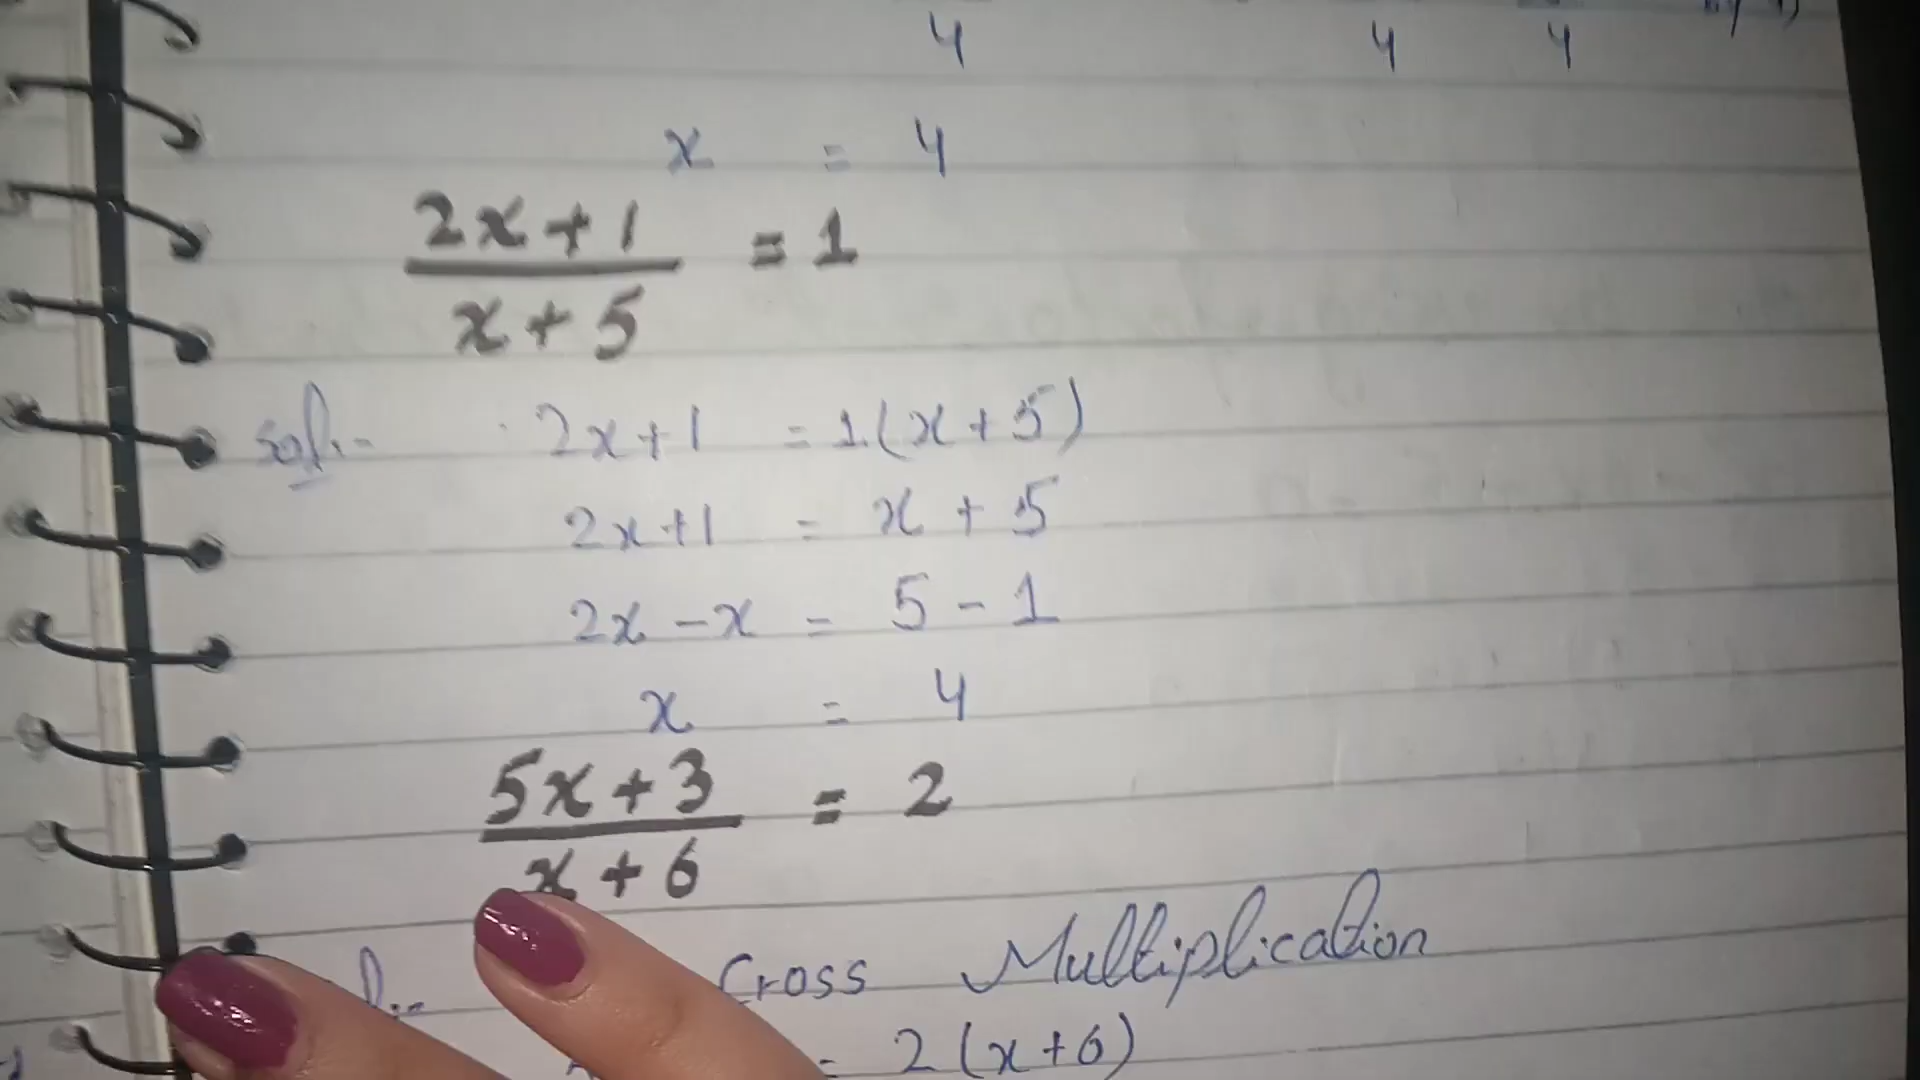 4 4 4
x = 4
2x+1 = 1
x+5
Sol:- 2x+1 = 1(x+5)
2x+1 = x + 5
2x - x = 5 - 1
x = 4
5x+3 = 2
x+6
Cross Multiplication
= 2(x+6)